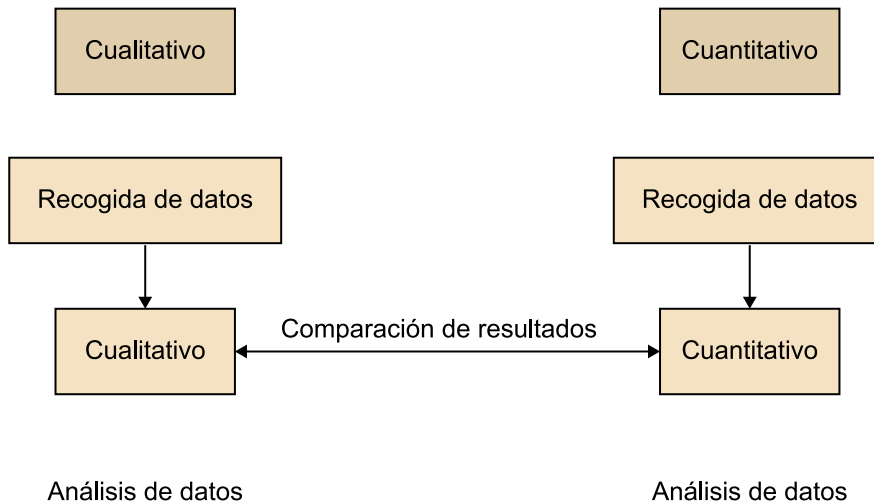 Cualitativo
Cuantitativo
Recogida de datos
Recogida de datos
Comparación de resultados
Cualitativo
Cuantitativo
Análisis de datos
Análisis de datos